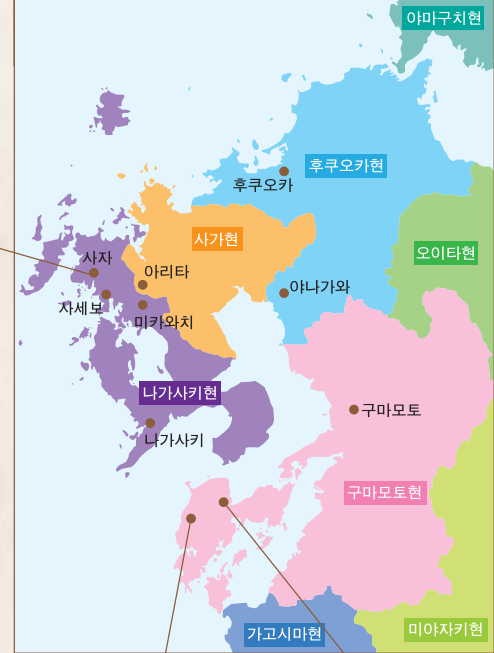 야마구치현
후쿠오카현
후쿠오카
사가현
오이타현
사자
아리타
야나가와
사세보
미카와치
나가사키현
구마모토
나가사키
구마모토현
가고시마현
미야자키현